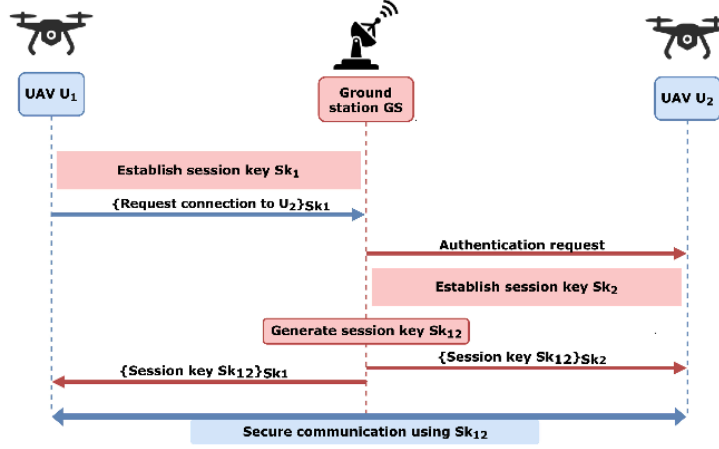 UAV U₁
Ground
station GS
UAV U₂
Establish session key Sk₁
{Request connection to U₂}Sk1
Authentication request
Establish session key Sk₂
Generate session key Sk₁₂
{Session key Sk₁₂}Sk2
{Session key Sk₁₂}Sk1
Secure communication using Sk₁₂